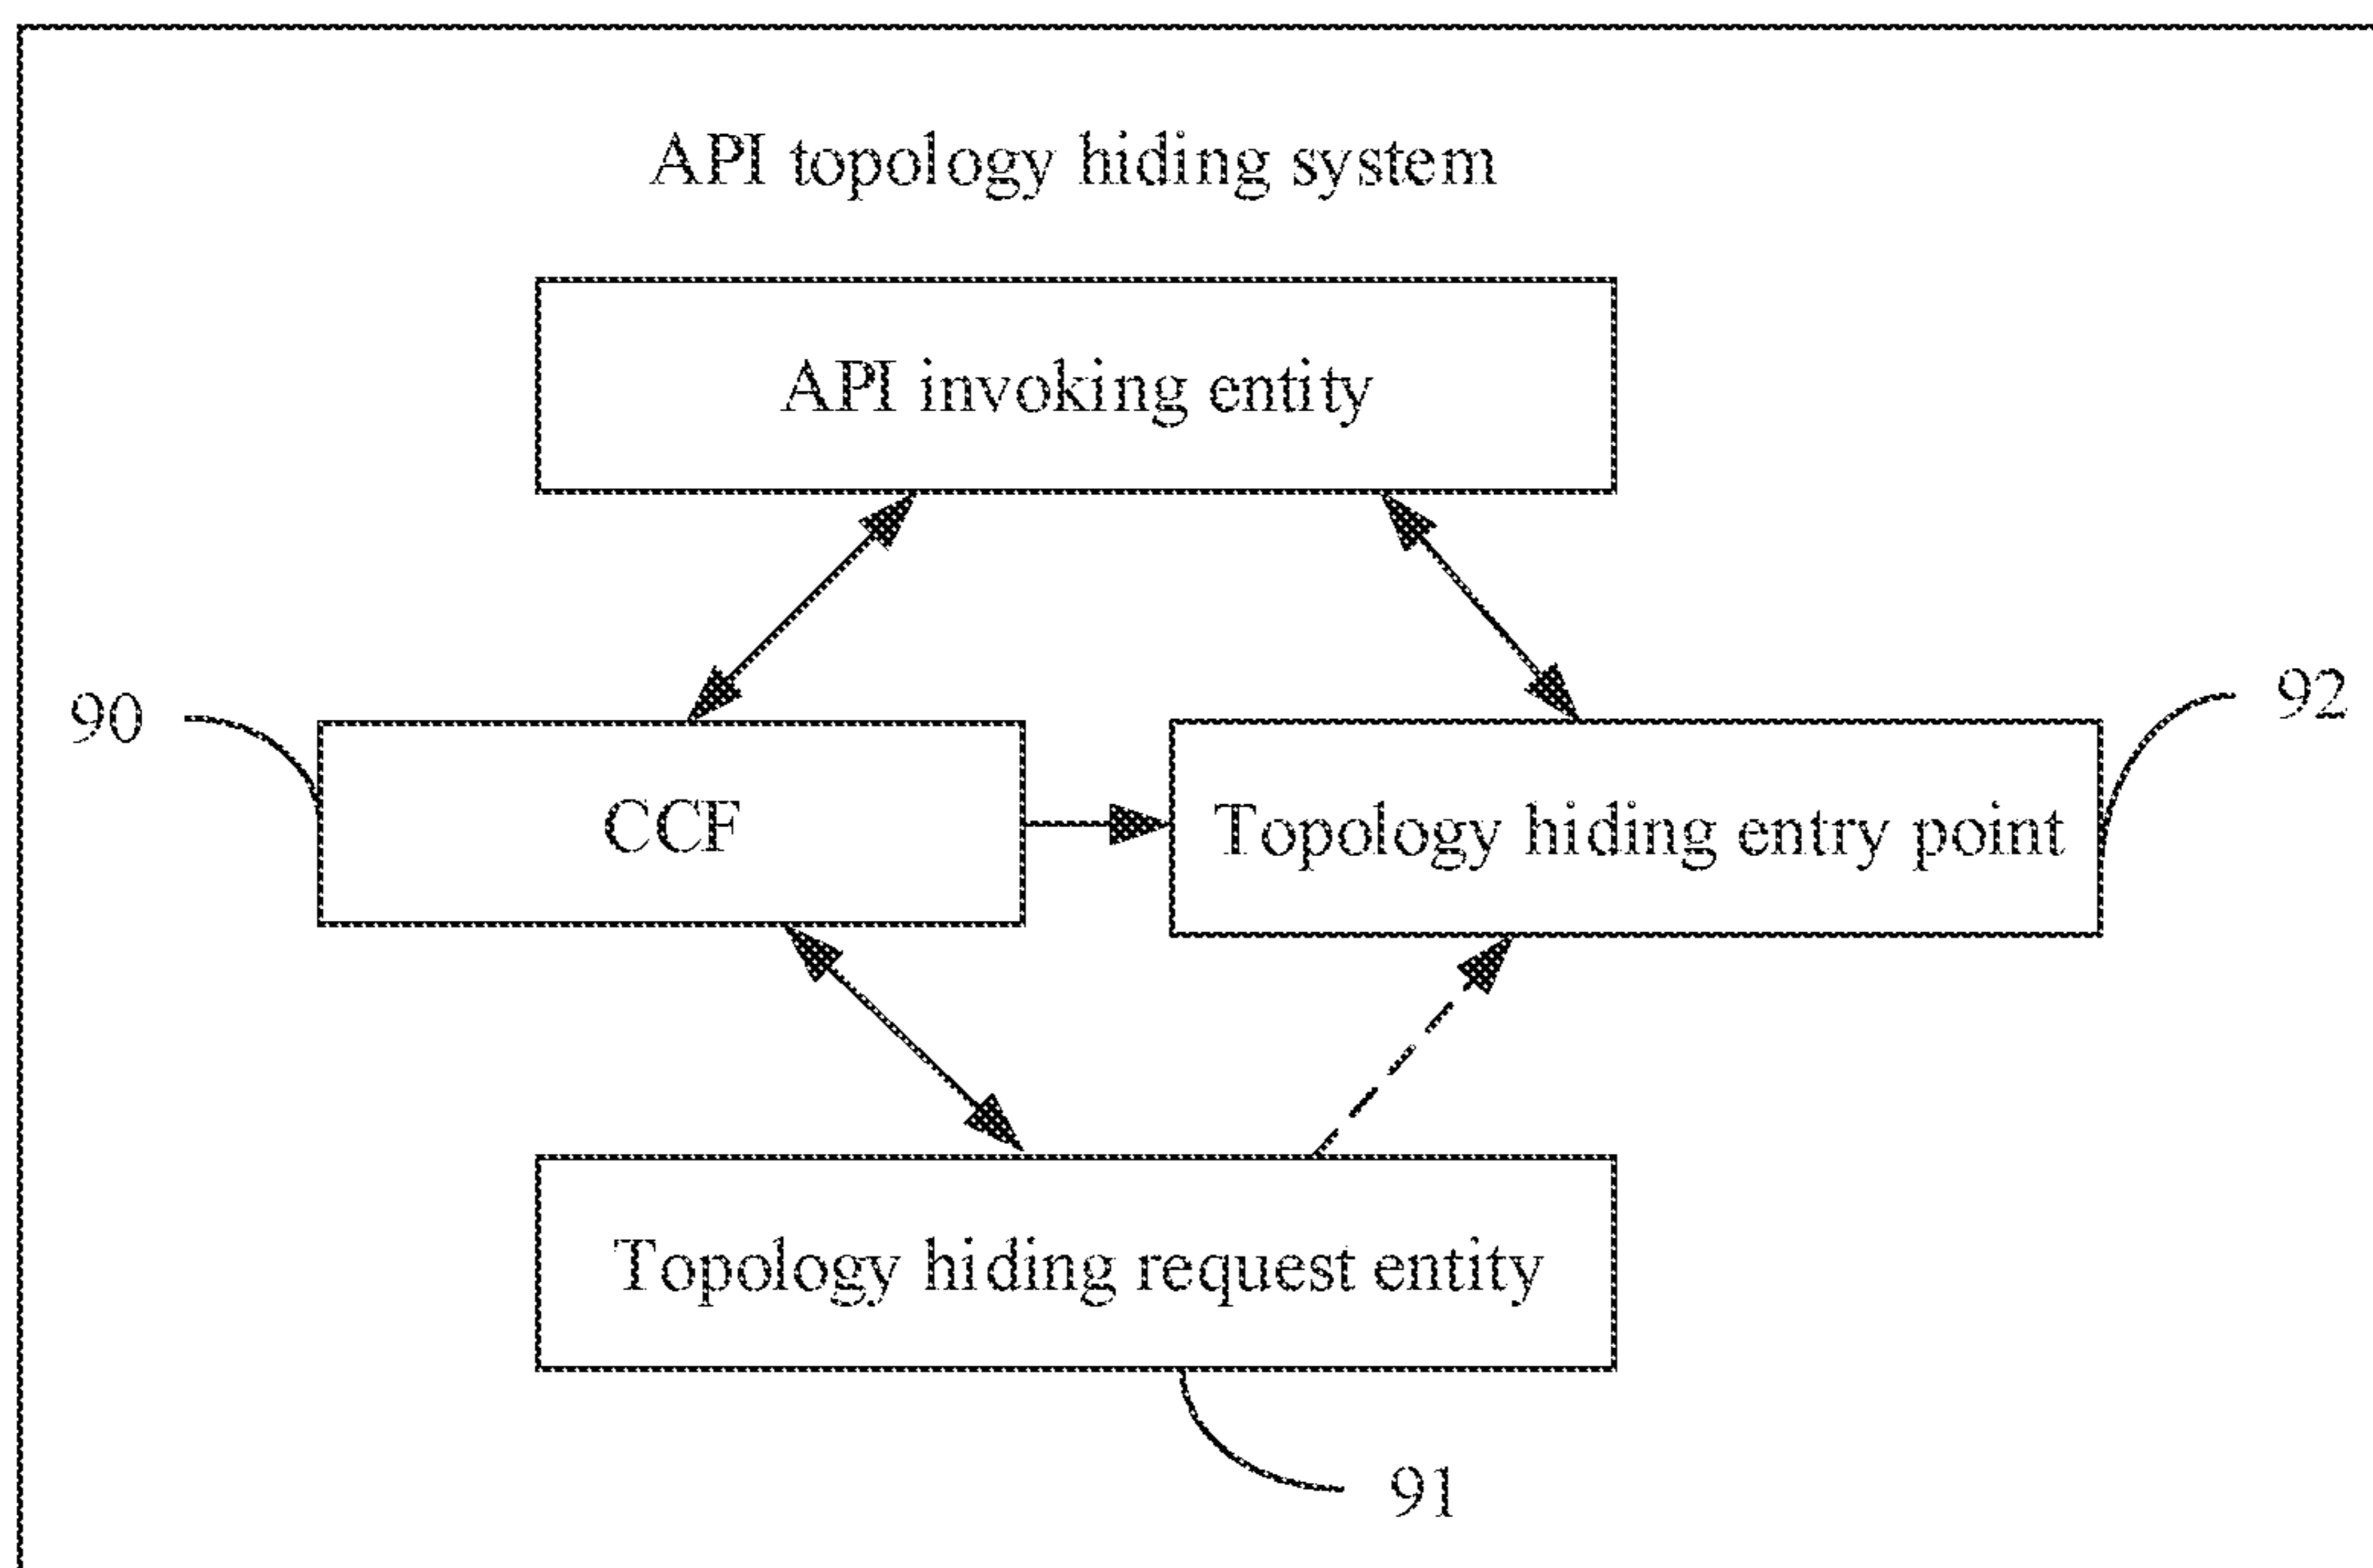 API topology hiding system
API invoking entity
90
92
CCF
Topology hiding entry point
Topology hiding request entity
91